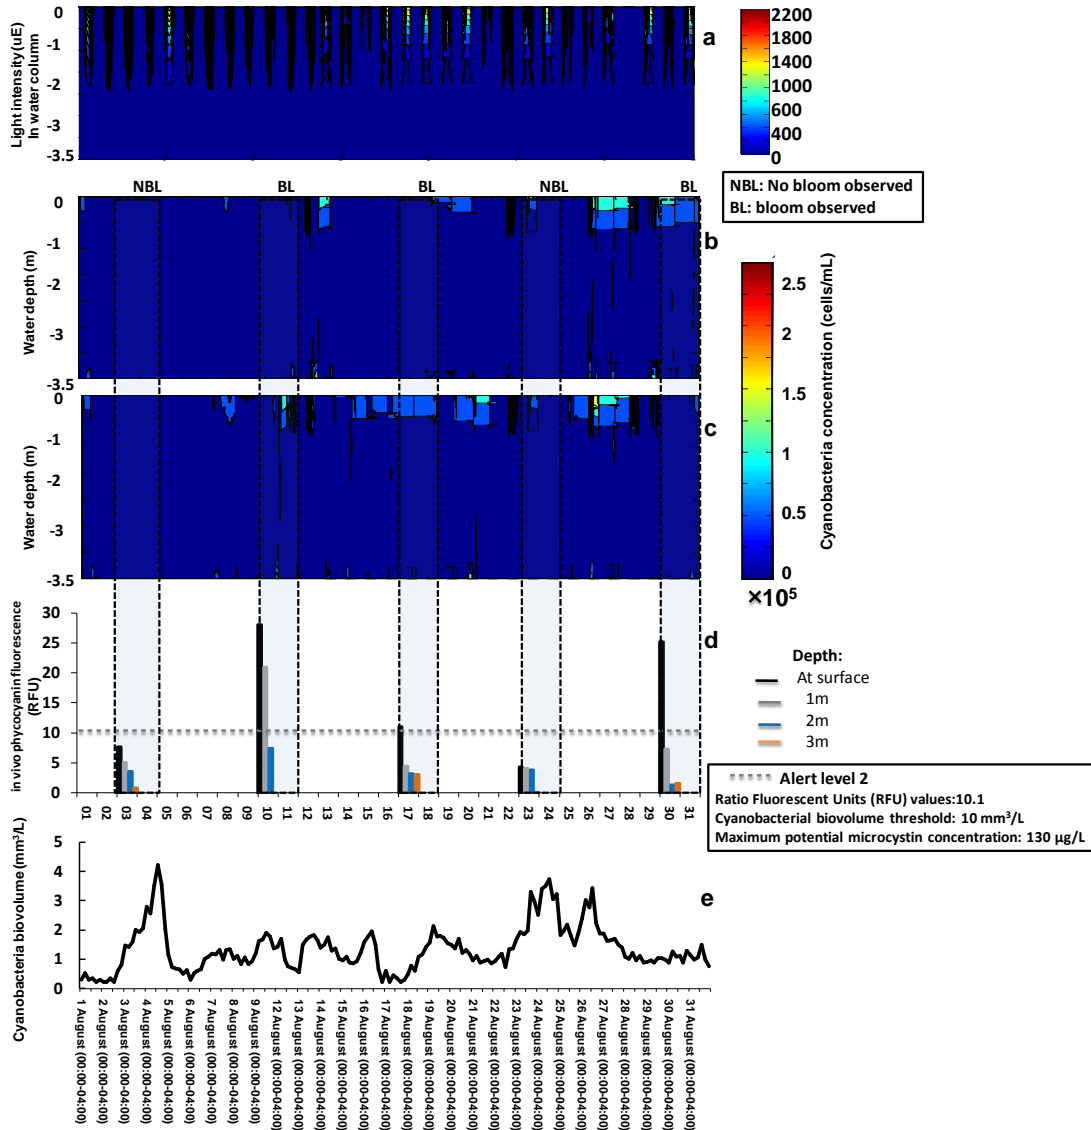 0
-1
-2
-3
-3.5
Light intensity (uE)
In water column
a
2200
1800
1400
800
400
0
NBL
BL
BL
NBL
BL
NBL: No bloom observed
BL: bloom observed
0
-1
-2
-3
-3.5
Water depth (m)
b
0
-1
-2
-3
-3.5
Water depth (m)
c
2.5
2
1.5
1
0.5
0
×10⁵
Cyanobacteria concentration (cells/mL)
30
25
20
15
10
5
0
in vivo phycocyanin fluorescence
(RFU)
d
01 02 03 04 05 06 07 08 09 10 11 12 13 14 15 16 17 18 19 20 21 22 23 24 25 26 27 28 29 30 31
Depth:
At surface
1m
2m
3m
Alert level 2
Ratio Fluorescent Units (RFU) values:10.1
Cyanobacterial biovolume threshold: 10 mm³/L
Maximum potential microcystin concentration: 130 µg/L
5
4
3
2
1
0
Cyanobacteria biovolume (mm³/L)
e
1 August (00:00-04:00)
2 August (00:00-04:00)
3 August (00:00-04:00)
4 August (00:00-04:00)
5 August (00:00-04:00)
6 August (00:00-04:00)
7 August (00:00-04:00)
8 August (00:00-04:00)
9 August (00:00-04:00)
12 August (00:00-04:00)
13 August (00:00-04:00)
14 August (00:00-04:00)
15 August (00:00-04:00)
16 August (00:00-04:00)
17 August (00:00-04:00)
18 August (00:00-04:00)
19 August (00:00-04:00)
20 August (00:00-04:00)
21 August (00:00-04:00)
22 August (00:00-04:00)
23 August (00:00-04:00)
24 August (00:00-04:00)
25 August (00:00-04:00)
26 August (00:00-04:00)
27 August (00:00-04:00)
28 August (00:00-04:00)
29 August (00:00-04:00)
30 August (00:00-04:00)
31 August (00:00-04:00)